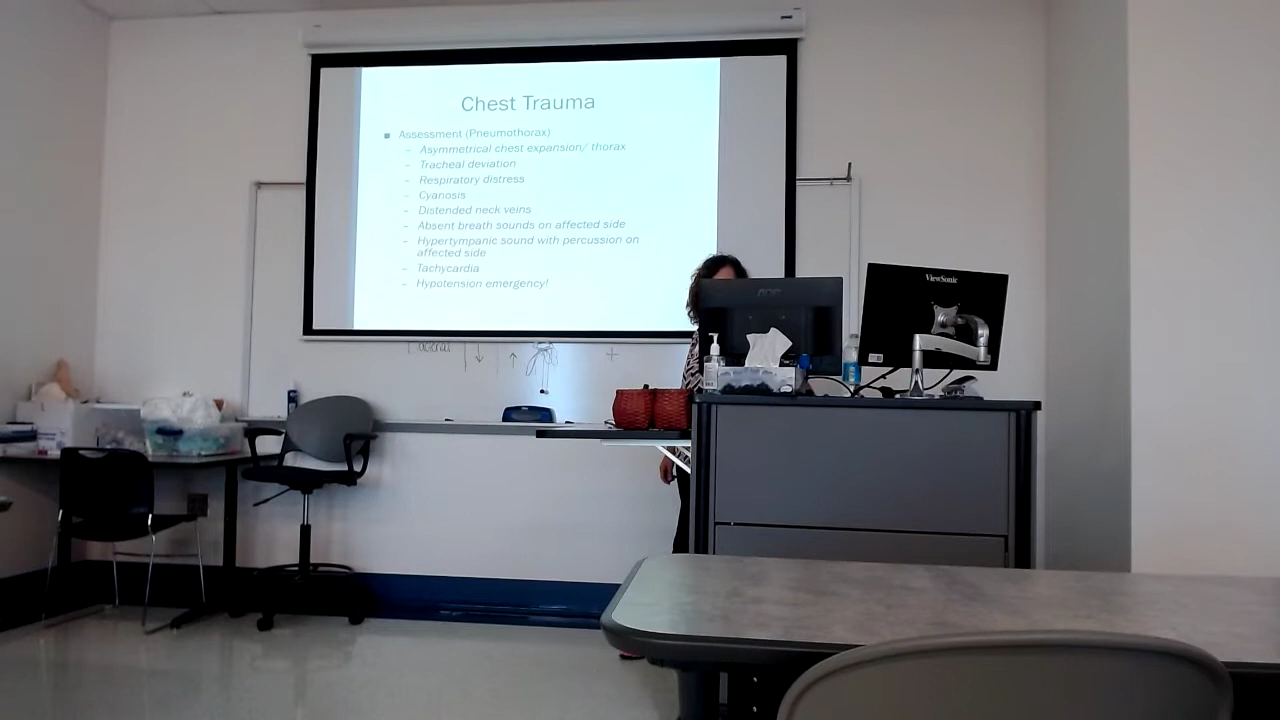 Chest Trauma
■ Assessment (Pneumothorax)
– Asymmetrical chest expansion/ thorax
– Tracheal deviation
– Respiratory distress
– Cyanosis
– Distended neck veins
– Absent breath sounds on affected side
– Hypertympanic sound with percussion on
affected side
– Tachycardia
– Hypotension emergency!
AOC
ViewSonic